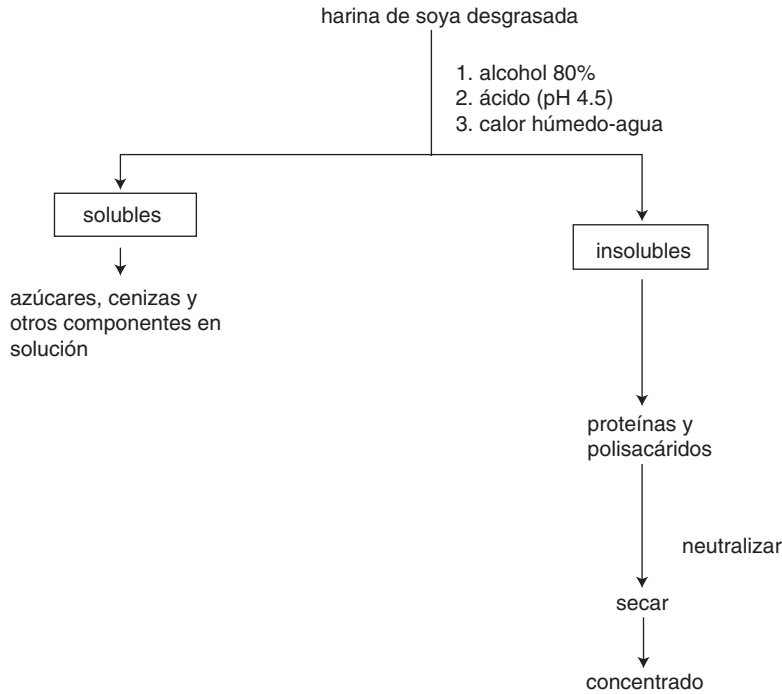 harina de soya desgrasada
1. alcohol 80%
2. ácido (pH 4.5)
3. calor húmedo-agua
solubles
insolubles
azúcares, cenizas y
otros componentes en
solución
proteínas y
polisacáridos
neutralizar
secar
concentrado